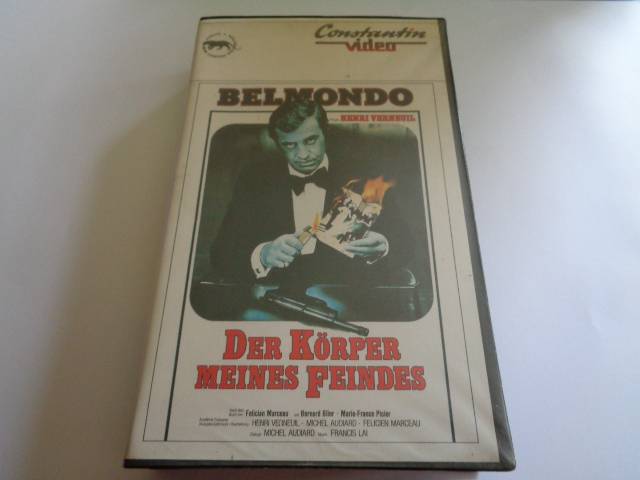 Constantin
video
BELMONDO
HENRI VERNEUIL
DER KÖRPER
MEINES FEINDES
Felicien Marceau Bernard Blier - Marie-France Pisier
HENRI VERNEUIL - MICHEL AUDIARD - FELICIEN MARCEAU
MICHEL AUDIARD FRANCIS LAI